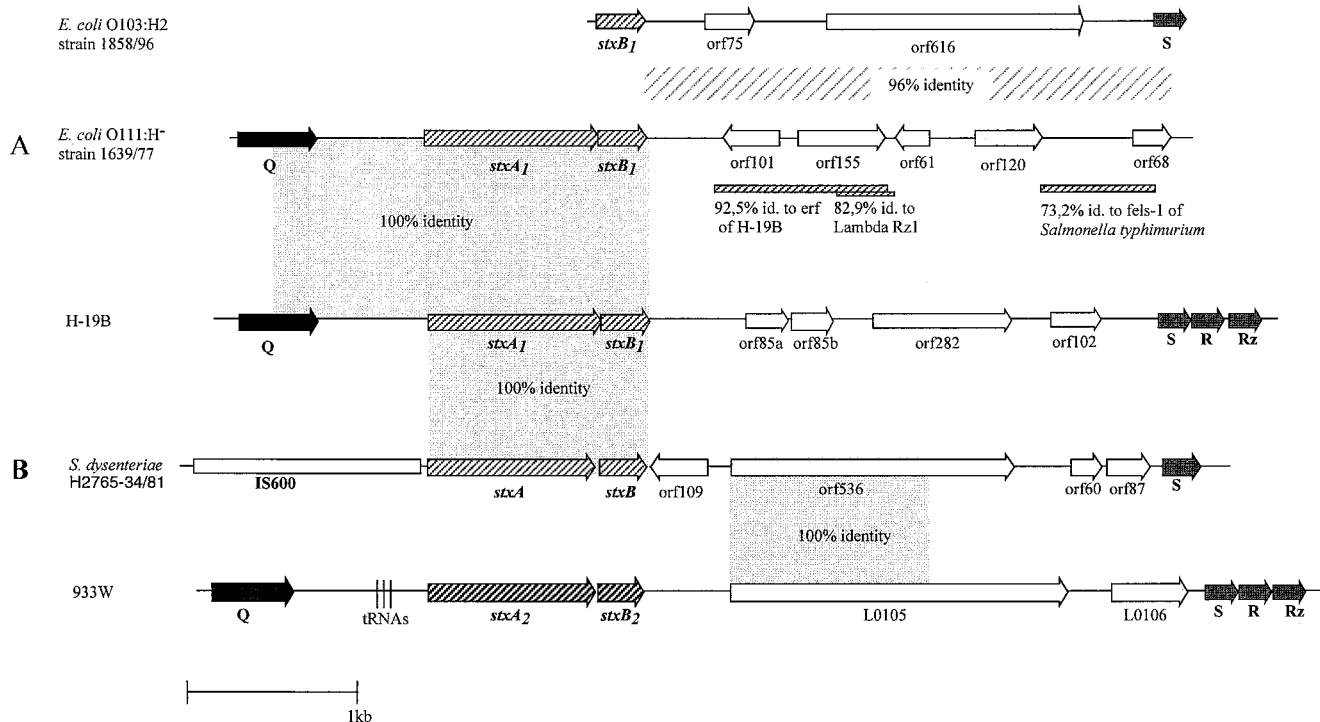 E. coli O103:H2
strain 1858/96
stxB1
orf75
orf616
S
96% identity
A
E. coli O111:H-
strain 1639/77
Q
stxA1
stxB1
orf101
orf155
orf61
orf120
orf68
100% identity
92,5% id. to erf
of H-19B
82,9% id. to
Lambda Rz1
73,2% id. to fels-1 of
Salmonella typhimurium
H-19B
Q
stxA1
stxB1
orf85a
orf85b
orf282
orf102
S
R
Rz
100% identity
B
S. dysenteriae
H2765-34/81
IS600
stxA
stxB
orf109
orf536
orf60
orf87
S
100% identity
933W
Q
tRNAs
stxA2
stxB2
L0105
L0106
S
R
Rz
1kb